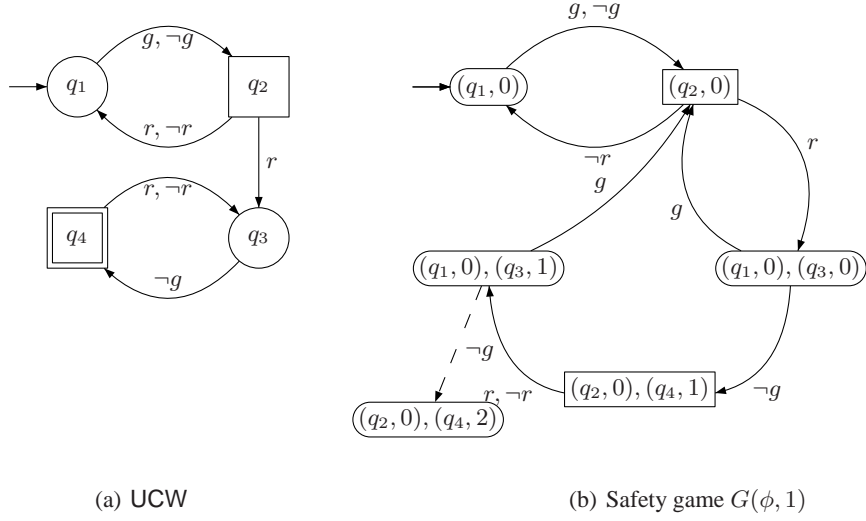 g, ¬g
q₁
q₂
r, ¬r
r
r, ¬r
q₄
q₃
¬g
(a) UCW
g, ¬g
(q₁, 0)
(q₂, 0)
¬r
r
g
g
(q₁, 0), (q₃, 1)
(q₁, 0), (q₃, 0)
¬g
r, ¬r
(q₂, 0), (q₄, 1)
¬g
(q₂, 0), (q₄, 2)
(b) Safety game G(ϕ, 1)